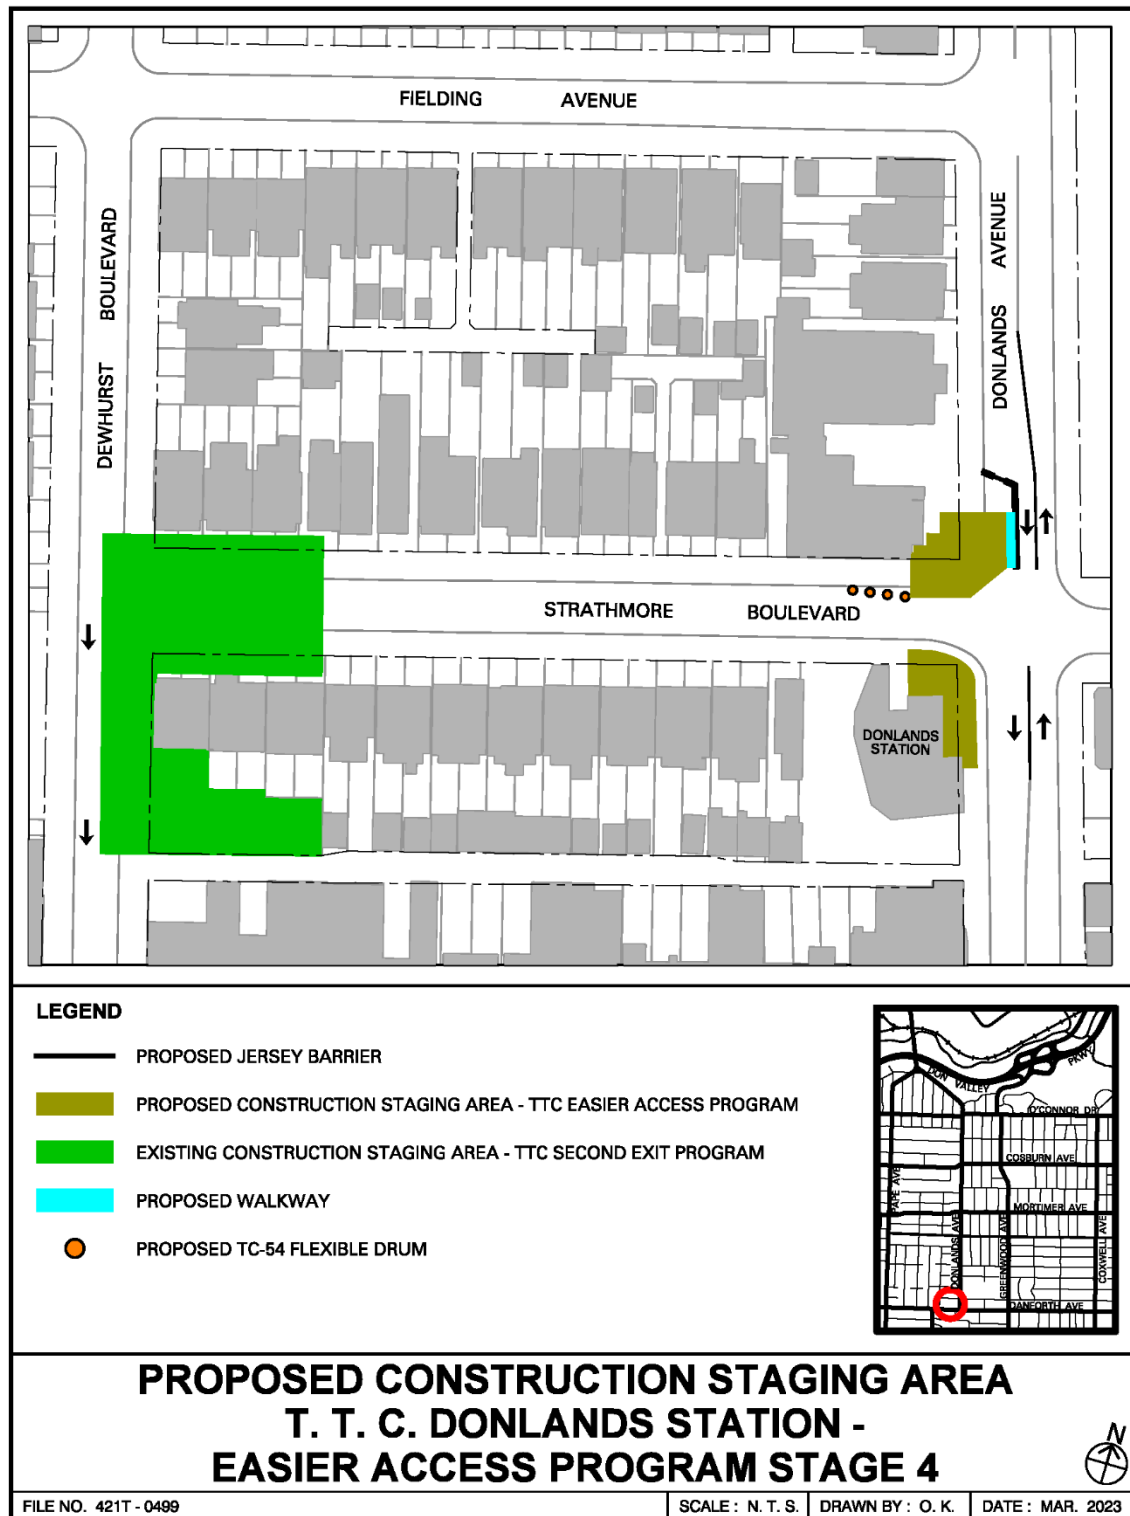 FIELDING AVENUE
DEWHURST BOULEVARD
DONLANDS AVENUE
STRATHMORE BOULEVARD
DONLANDS
STATION
LEGEND
PROPOSED JERSEY BARRIER
PROPOSED CONSTRUCTION STAGING AREA - TTC EASIER ACCESS PROGRAM
EXISTING CONSTRUCTION STAGING AREA - TTC SECOND EXIT PROGRAM
PROPOSED WALKWAY
PROPOSED TC-54 FLEXIBLE DRUM
DON VALLEY PKWY
O'CONNOR DR
COSBURN AVE
PAPE AVE
MORTIMER AVE
DONLANDS AVE
GREENWOOD AVE
COXWELL AVE
DANFORTH AVE
PROPOSED CONSTRUCTION STAGING AREA
T. T. C. DONLANDS STATION -
EASIER ACCESS PROGRAM STAGE 4
N
FILE NO. 421T - 0499
SCALE : N. T. S.
DRAWN BY : O. K.
DATE : MAR. 2023